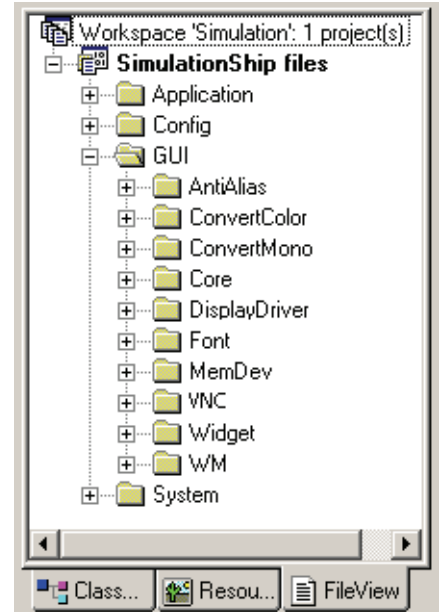 Workspace 'Simulation': 1 project(s)
SimulationShip files
Application
Config
GUI
AntiAlias
ConvertColor
ConvertMono
Core
DisplayDriver
Font
MemDev
VNC
Widget
WM
System
Class... Resou... FileView